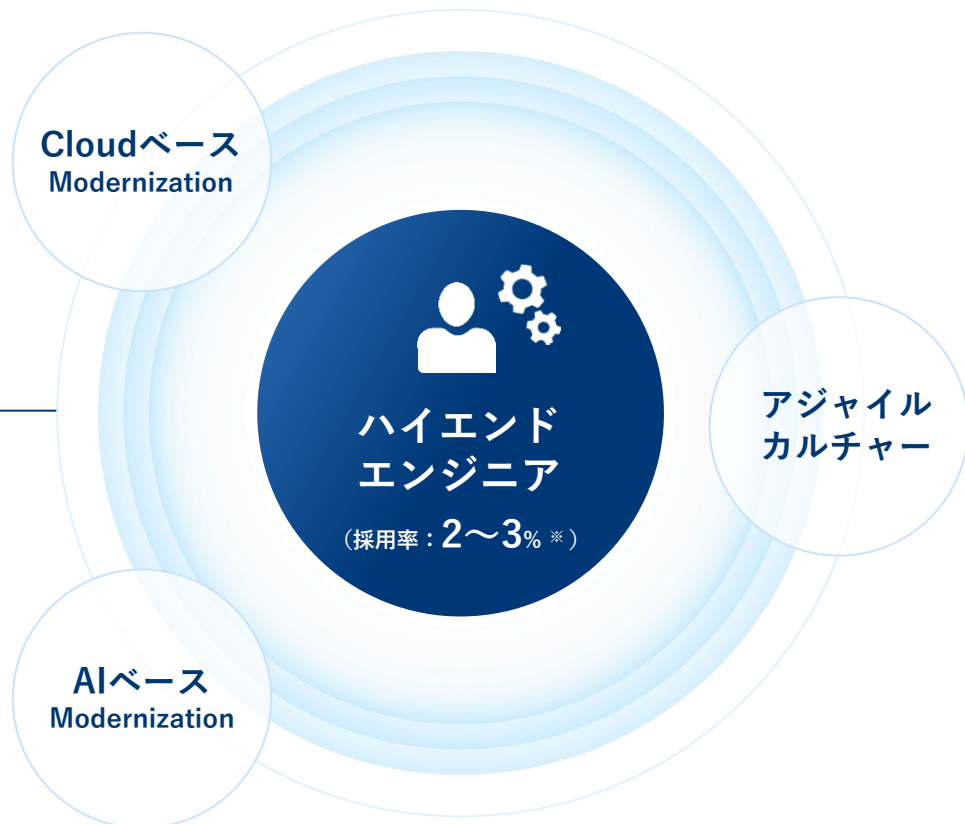 Cloudベース
Modernization
ハイエンド
エンジニア
（採用率：2〜3% ※）
アジャイル
カルチャー
AIベース
Modernization